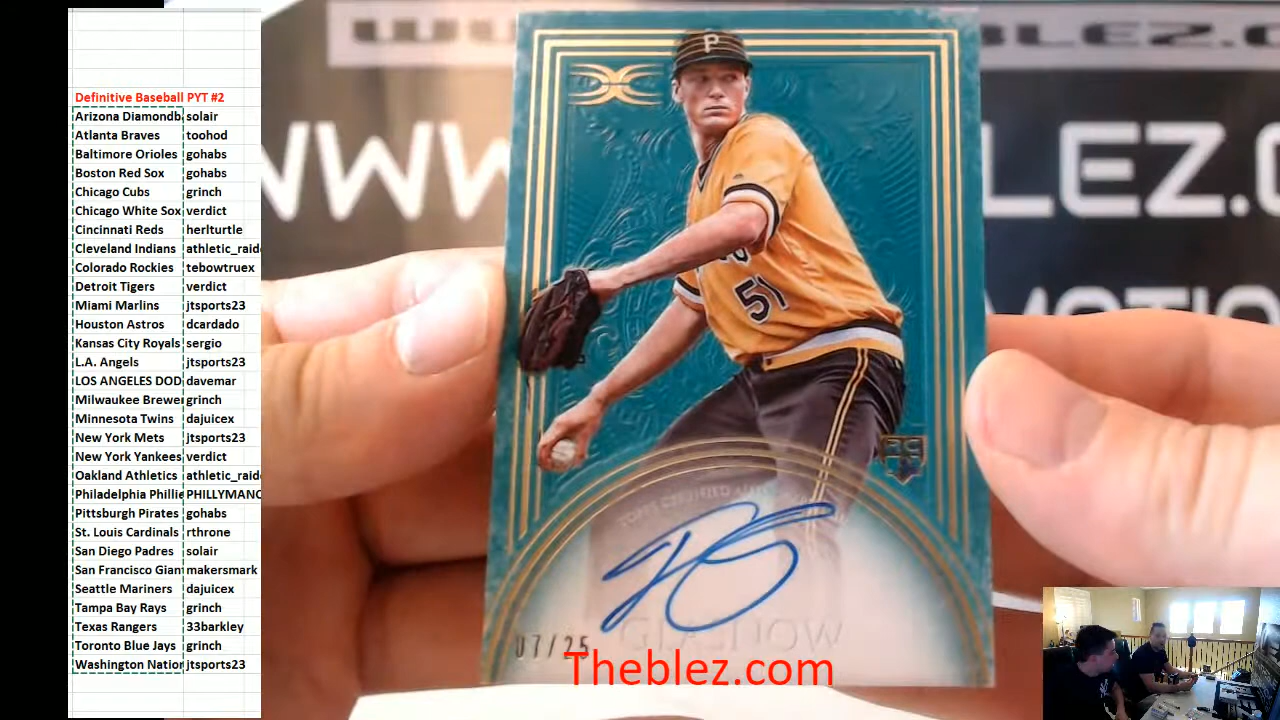 Definitive Baseball PYT #2
Arizona Diamondb solair
Atlanta Braves toohod
Baltimore Orioles gohabs
Boston Red Sox gohabs
Chicago Cubs grinch
Chicago White Sox verdict
Cincinnati Reds herlturtle
Cleveland Indians athletic_raide
Colorado Rockies tebowtruex
Detroit Tigers verdict
Miami Marlins jtsports23
Houston Astros dcardado
Kansas City Royals sergio
L.A. Angels jtsports23
LOS ANGELES DOD davemar
Milwaukee Brewe grinch
Minnesota Twins dajuicex
New York Mets jtsports23
New York Yankees verdict
Oakland Athletics athletic_raide
Philadelphia Phillie PHILLYMANC
Pittsburgh Pirates gohabs
St. Louis Cardinals rthrone
San Diego Padres solair
San Francisco Gian makersmark
Seattle Mariners dajuicex
Tampa Bay Rays grinch
Texas Rangers 33barkley
Toronto Blue Jays grinch
Washington Nation jtsports23
P
51
GLASNOW
07/25
Theblez.com